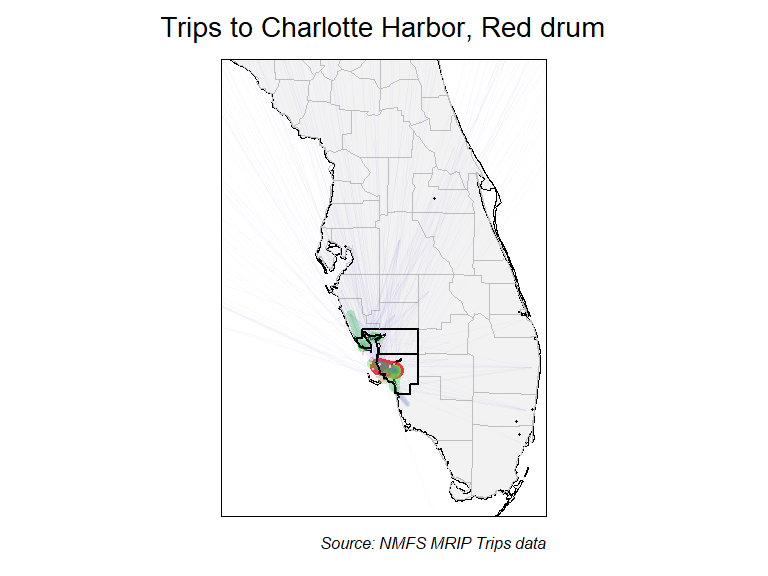 Trips to Charlotte Harbor, Red drum
Source: NMFS MRIP Trips data